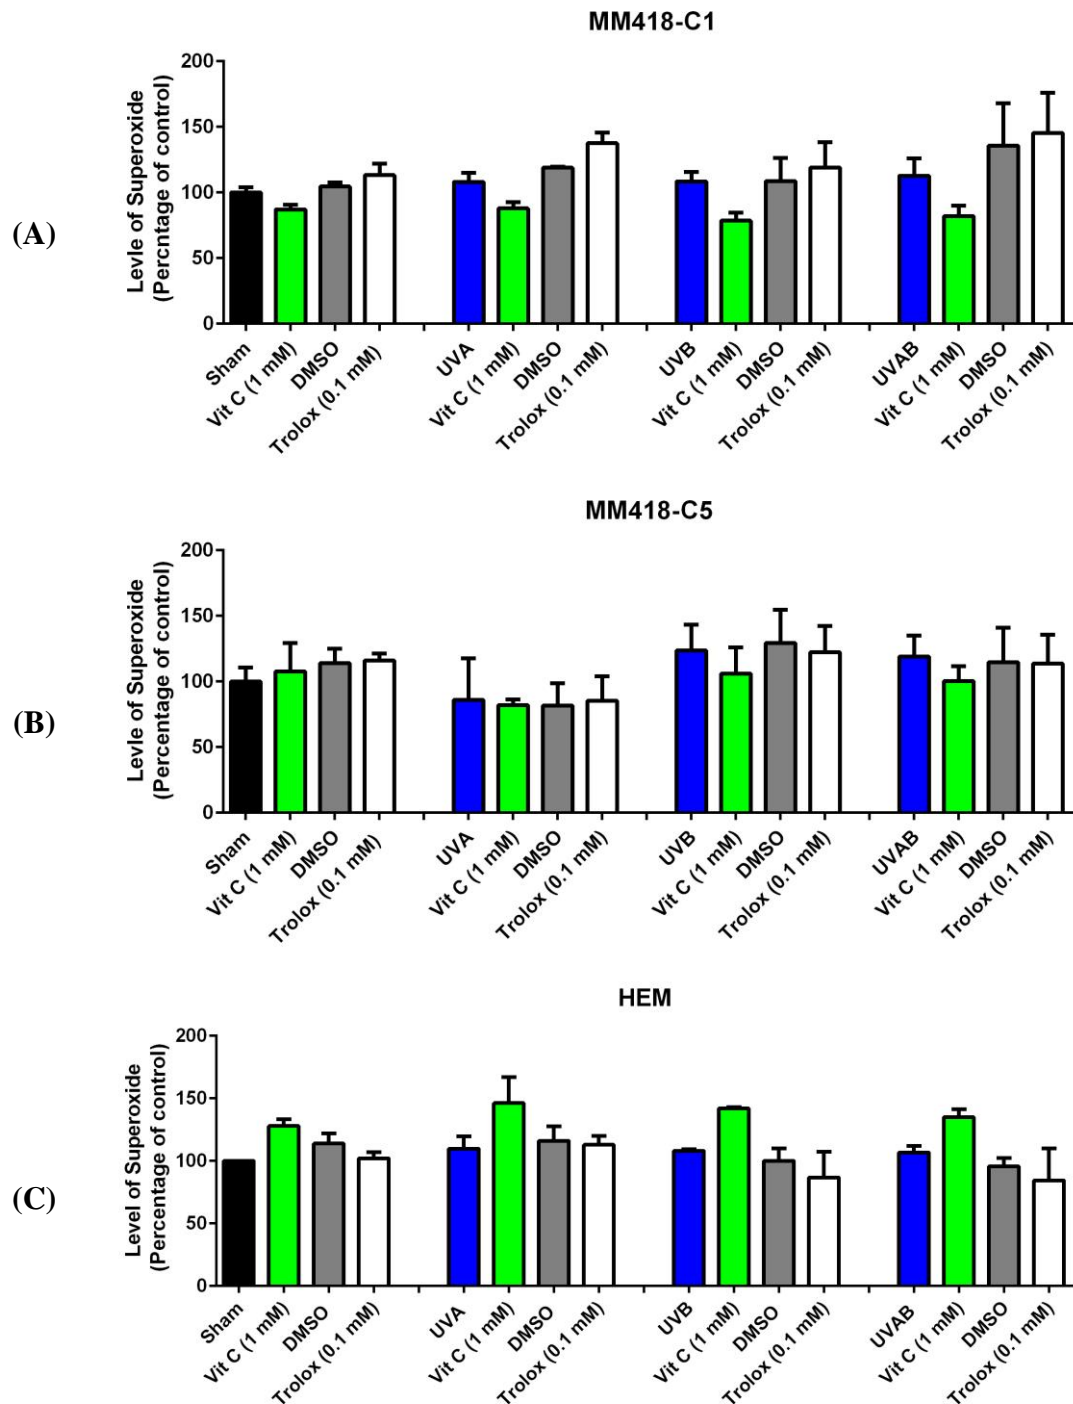 MM418-C1
Levle of Superoxide
(Percntage of control)
200
150
100
50
0
(A)
Sham
Vit C (1 mM)
DMSO
Trolox (0.1 mM)
UVA
Vit C (1 mM)
DMSO
Trolox (0.1 mM)
UVB
Vit C (1 mM)
DMSO
Trolox (0.1 mM)
UVAB
Vit C (1 mM)
DMSO
Trolox (0.1 mM)
MM418-C5
Levle of Superoxide
(Percentage of control)
200
150
100
50
0
(B)
Sham
Vit C (1 mM)
DMSO
Trolox (0.1 mM)
UVA
Vit C (1 mM)
DMSO
Trolox (0.1 mM)
UVB
Vit C (1 mM)
DMSO
Trolox (0.1 mM)
UVAB
Vit C (1 mM)
DMSO
Trolox (0.1 mM)
HEM
Level of Superoxide
(Percentage of control)
200
150
100
50
0
(C)
Sham
Vit C (1 mM)
DMSO
Trolox (0.1 mM)
UVA
Vit C (1 mM)
DMSO
Trolox (0.1 mM)
UVB
Vit C (1 mM)
DMSO
Trolox (0.1 mM)
UVAB
Vit C (1 mM)
DMSO
Trolox (0.1 mM)